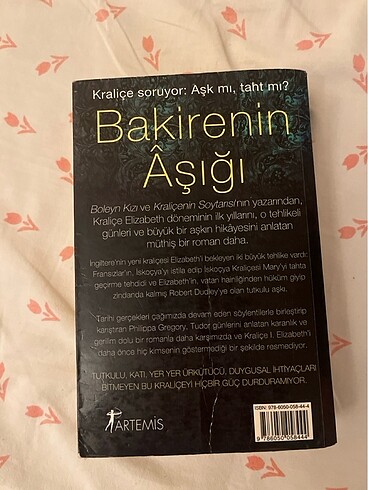 Kraliçe soruyor: Aşk mı, taht mı?
Bakirenin
Âşığı
Boleyn Kızı ve Kraliçenin Soytarısı'nın yazarından,
Kraliçe Elizabeth döneminin ilk yıllarını, o tehlikeli
günleri ve büyük bir aşkın hikâyesini anlatan
müthiş bir roman daha.
İngiltere'nin yeni kraliçesi Elizabeth'i bekleyen iki büyük tehlike vardır:
Fransızlar'ın, İskoçya'yı istila edip İskoçya Kraliçesi Mary'yi tahta
geçirme tehdidi ve Elizabeth'in, vatan hainliğinden hüküm giyip
zindanda kalmış Robert Dudley'ye olan tutkulu aşkı.
Tarihi gerçekleri çağımızda devam eden söylentilerle birleştirip
karıştıran Philippa Gregory, Tudor günlerini anlatan karanlık ve
gerilim dolu bir romanla daha karşımızda ve Kraliçe I. Elizabeth'i
daha önce hiç kimsenin göstermediği bir şekilde resmediyor.
TUTKULU, KATI, YER YER ÜRKÜTÜCÜ, DUYGUSAL İHTİYAÇLARI
BİTMEYEN BU KRALİÇEYİ HİÇBİR GÜÇ DURDURAMIYOR.
ARTEMİS
ISBN: 978-6050-058-44-4
9 786050 058444